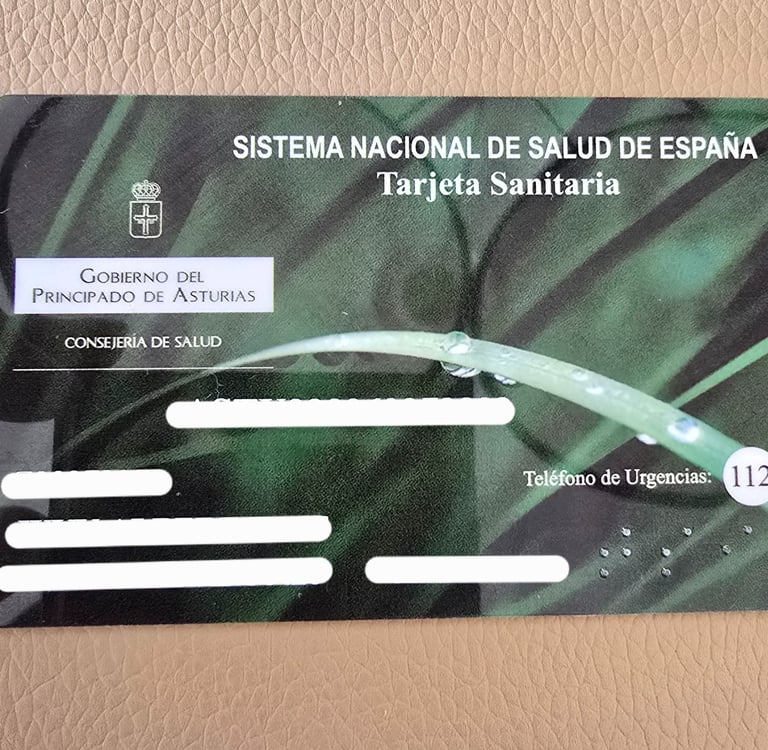 SISTEMA NACIONAL DE SALUD DE ESPAÑA
Tarjeta Sanitaria
GOBIERNO DEL
PRINCIPADO DE ASTURIAS
CONSEJERÍA DE SALUD
Teléfono de Urgencias: 112